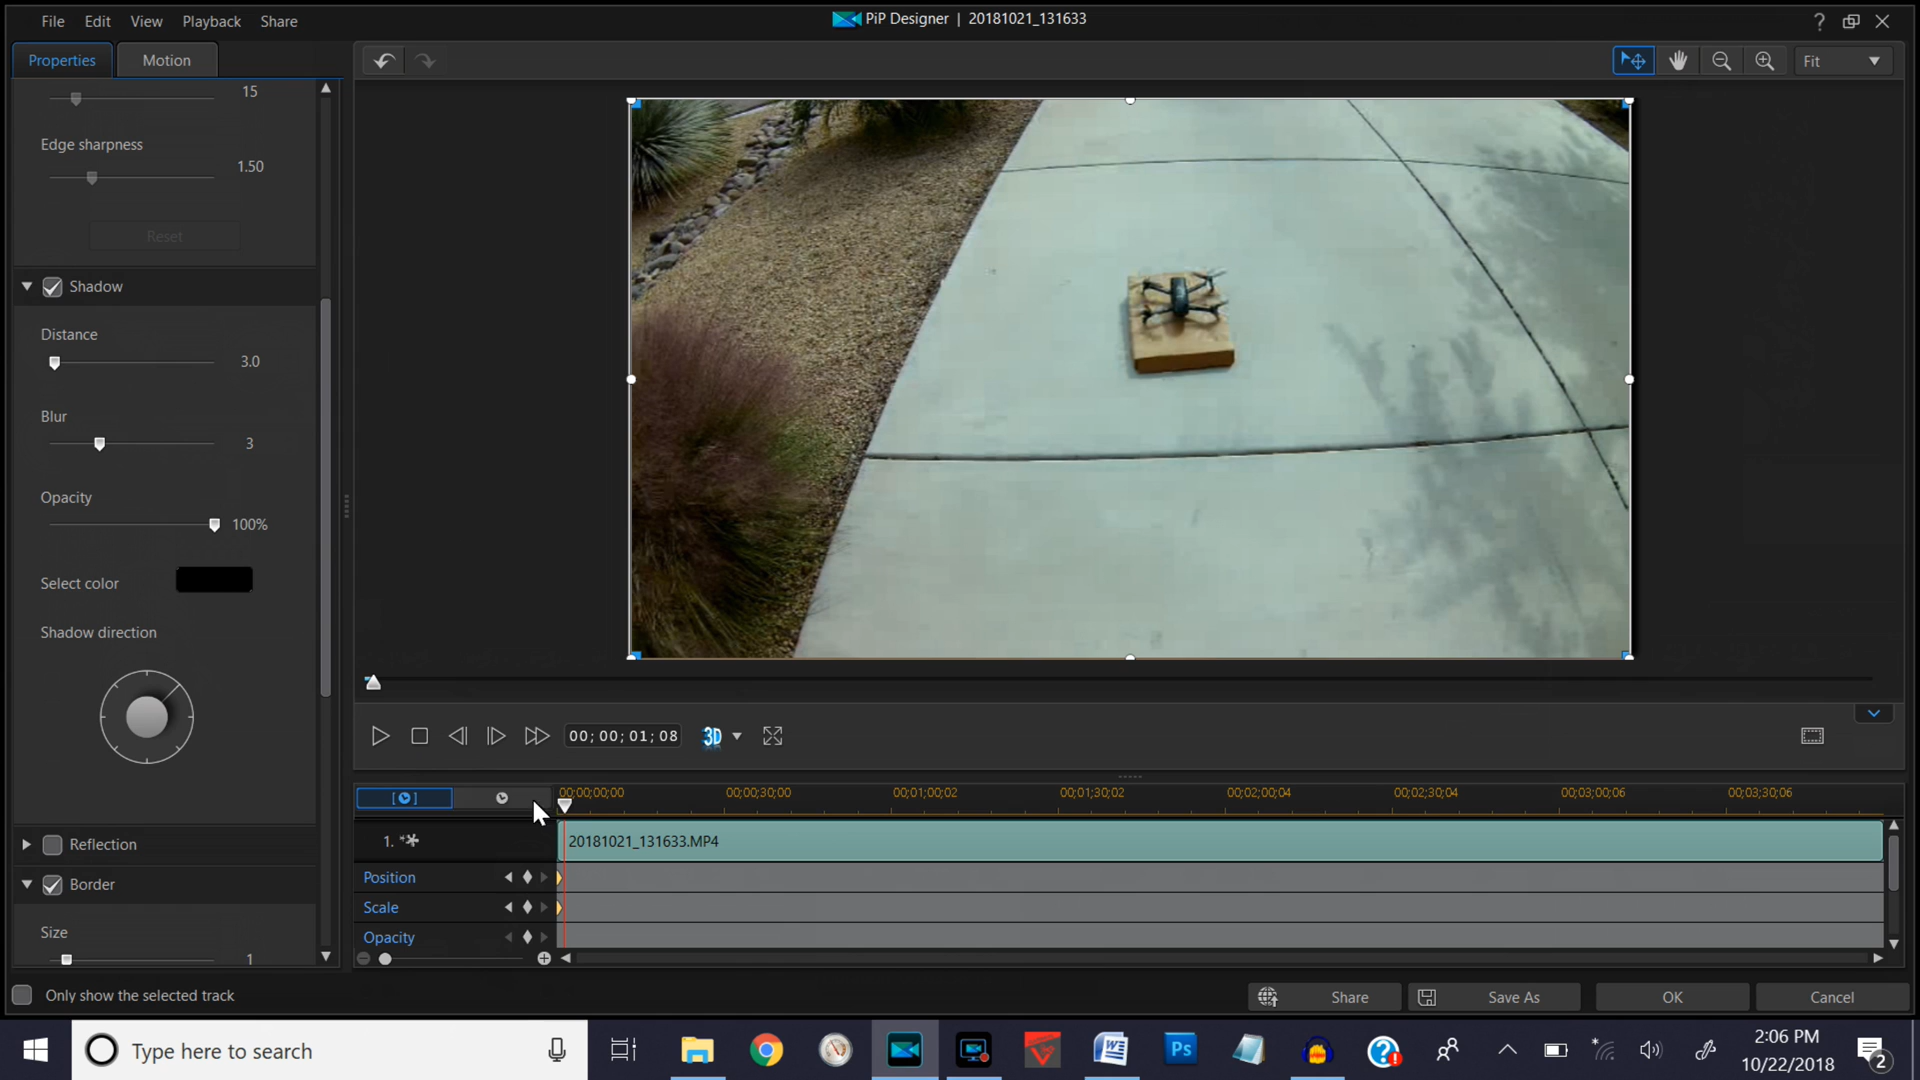 File Edit View Playback Share
PiP Designer | 20181021_131633
?
Properties Motion
Fit
15
Edge sharpness
1.50
Reset
Shadow
Distance
3.0
Blur
3
Opacity
100%
Select color
Shadow direction
00; 00; 01; 08
3D
00;00;00;00 00;00;30;00 00;01;00;02 00;01;30;02 00;02;00;04 00;02;30;04 00;03;00;06 00;03;30;06
1. 20181021_131633.MP4
Reflection
Position
Border
Scale
Size
Opacity
1
Only show the selected track
Share Save As OK Cancel
Type here to search
W
Ps
?
2:06 PM
10/22/2018
2